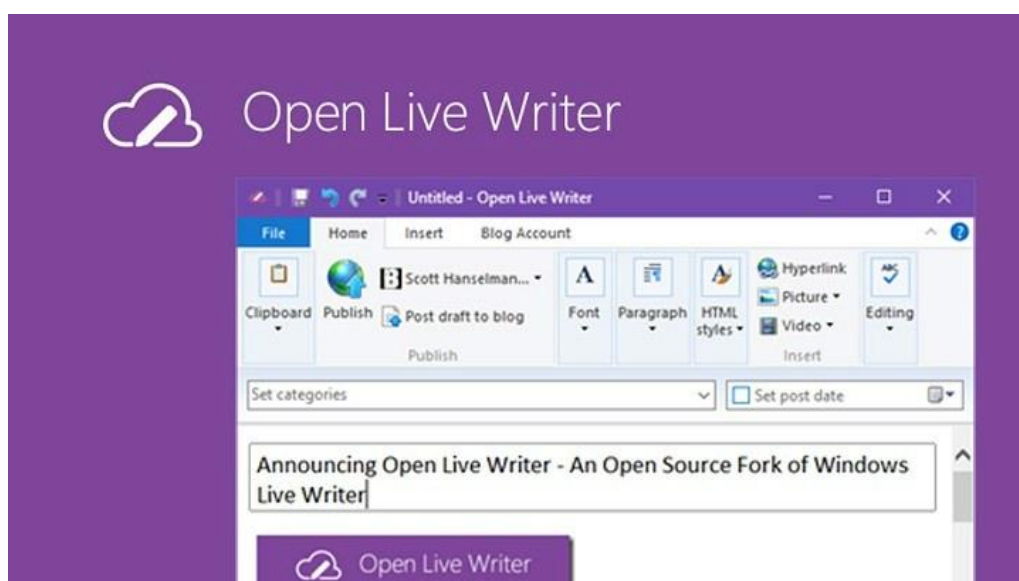 Open Live Writer
Untitled - Open Live Writer
File Home Insert Blog Account
Clipboard
Publish
Scott Hanselman...
Post draft to blog
Publish
Font
Paragraph
HTML
styles
Hyperlink
Picture
Video
Insert
ABC
Editing
Set categories
Set post date
Announcing Open Live Writer - An Open Source Fork of Windows
Live Writer
Open Live Writer